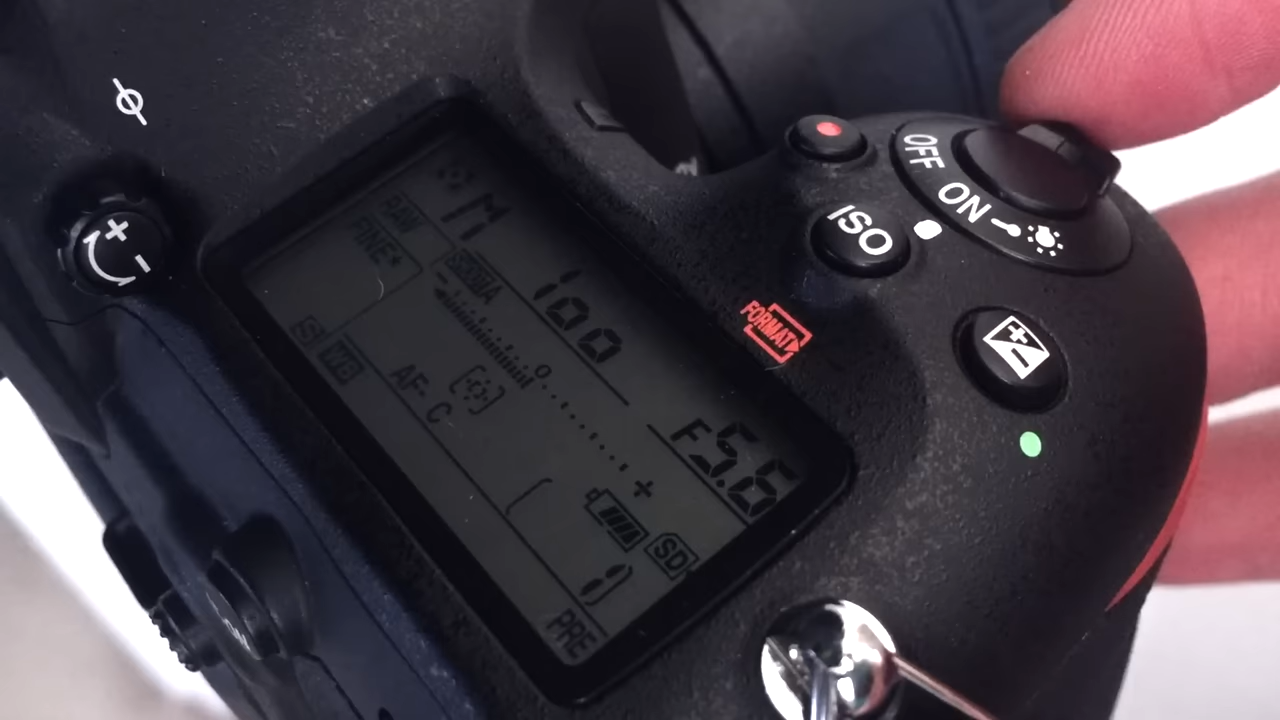 OFF
ON
ISO
FORMAT
M
RAW
FINE*
100
F5.6
AF-C
WB
SD
PRE